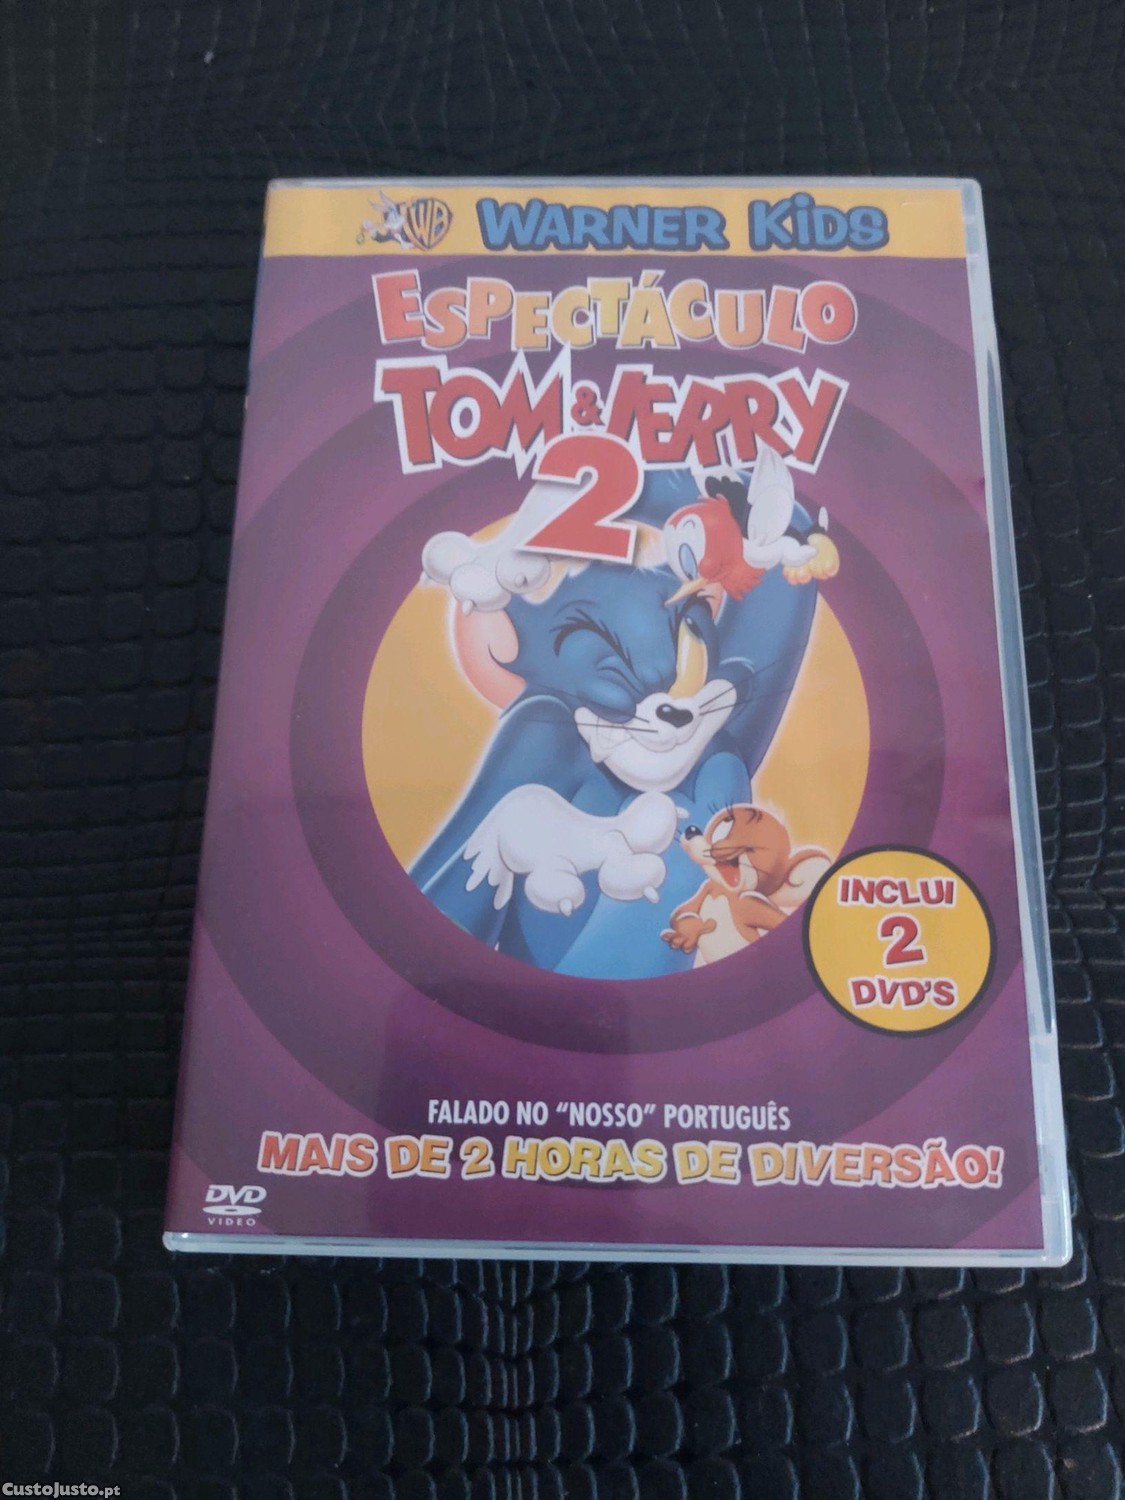 WB WARNER KIDS
ESPECTÁCULO
TOM & JERRY
2
INCLUI
2
DVD'S
FALADO NO "NOSSO" PORTUGUÊS
MAIS DE 2 HORAS DE DIVERSÃO!
DVD
VIDEO
CustoJusto.pt